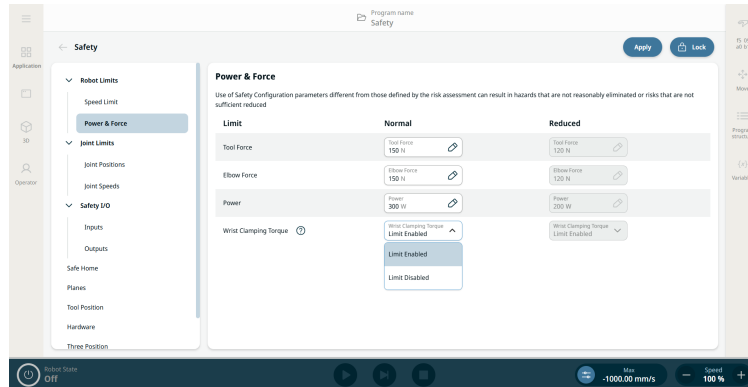 Program name
Safety
Safety
Apply
Lock
Application
3D
Operator
Robot Limits
Speed Limit
Power & Force
Joint Limits
Joint Positions
Joint Speeds
Safety I/O
Inputs
Outputs
Safe Home
Planes
Tool Position
Hardware
Three Position
Power & Force
Use of Safety Configuration parameters different from those defined by the risk assessment can result in hazards that are not reasonably eliminated or risks that are not
sufficient reduced
Limit Normal Reduced
Tool Force
Tool Force
150 N
Tool Force
120 N
Elbow Force
Elbow Force
150 N
Elbow Force
120 N
Power
Power
300 W
Power
200 W
Wrist Clamping Torque
Wrist Clamping Torque
Limit Enabled
Wrist Clamping Torque
Limit Enabled
Limit Enabled
Limit Disabled
Move
Progra
structu
Variabl
(x)
Robot State
Off
Max
-1000.00 mm/s
Speed
100 %